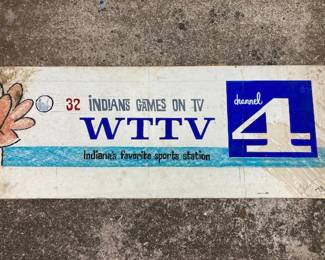 32 INDIANS GAMES ON TV
WTTV
Indiana's favorite sports station
channel
4